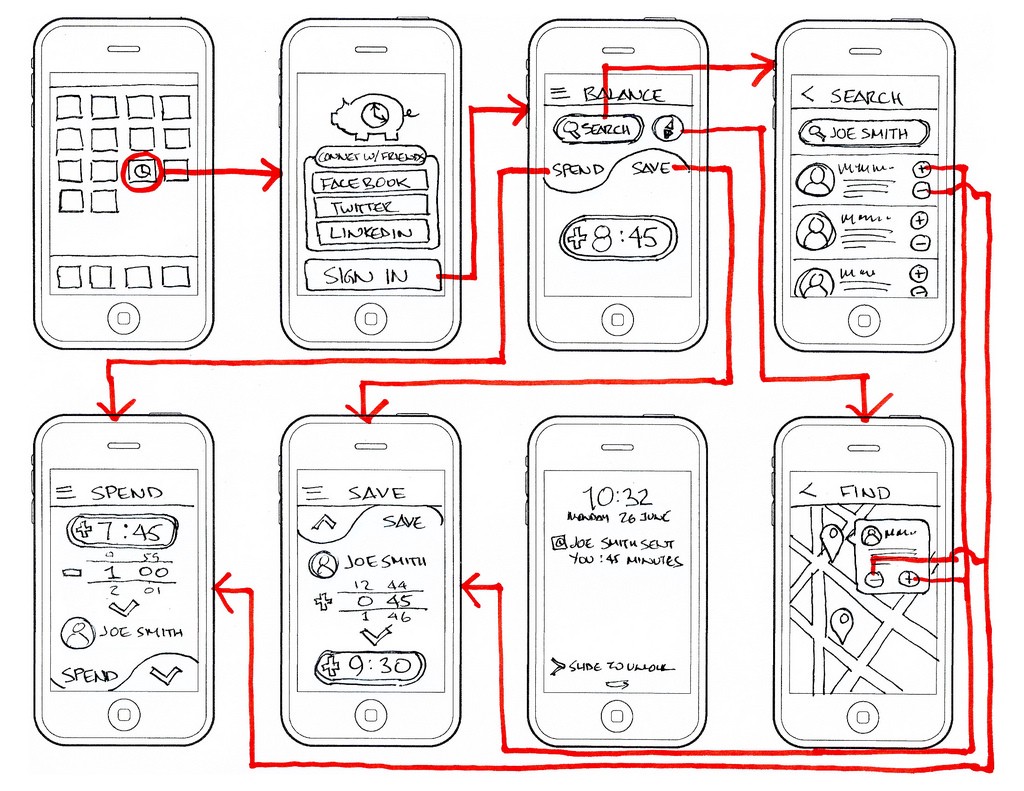 CONNET W/FRIENDS
FACEBOOK
TWITTER
LINKEDIN
SIGN IN
BALANCE
SEARCH
SPEND SAVE
+ 8:45
< SEARCH
JOE SMITH
+
-
+
-
+
-
SPEND
+ 7:45
0 59
- 1 00
2 01
JOE SMITH
SPEND
SAVE
SAVE
JOE SMITH
12 44
+ 0 45
1 46
+ 9:30
10:32
MONDAY 26 JUNE
JOE SMITH SENT
YOU :45 MINUTES
SLIDE TO UNLOCK
< FIND
- +